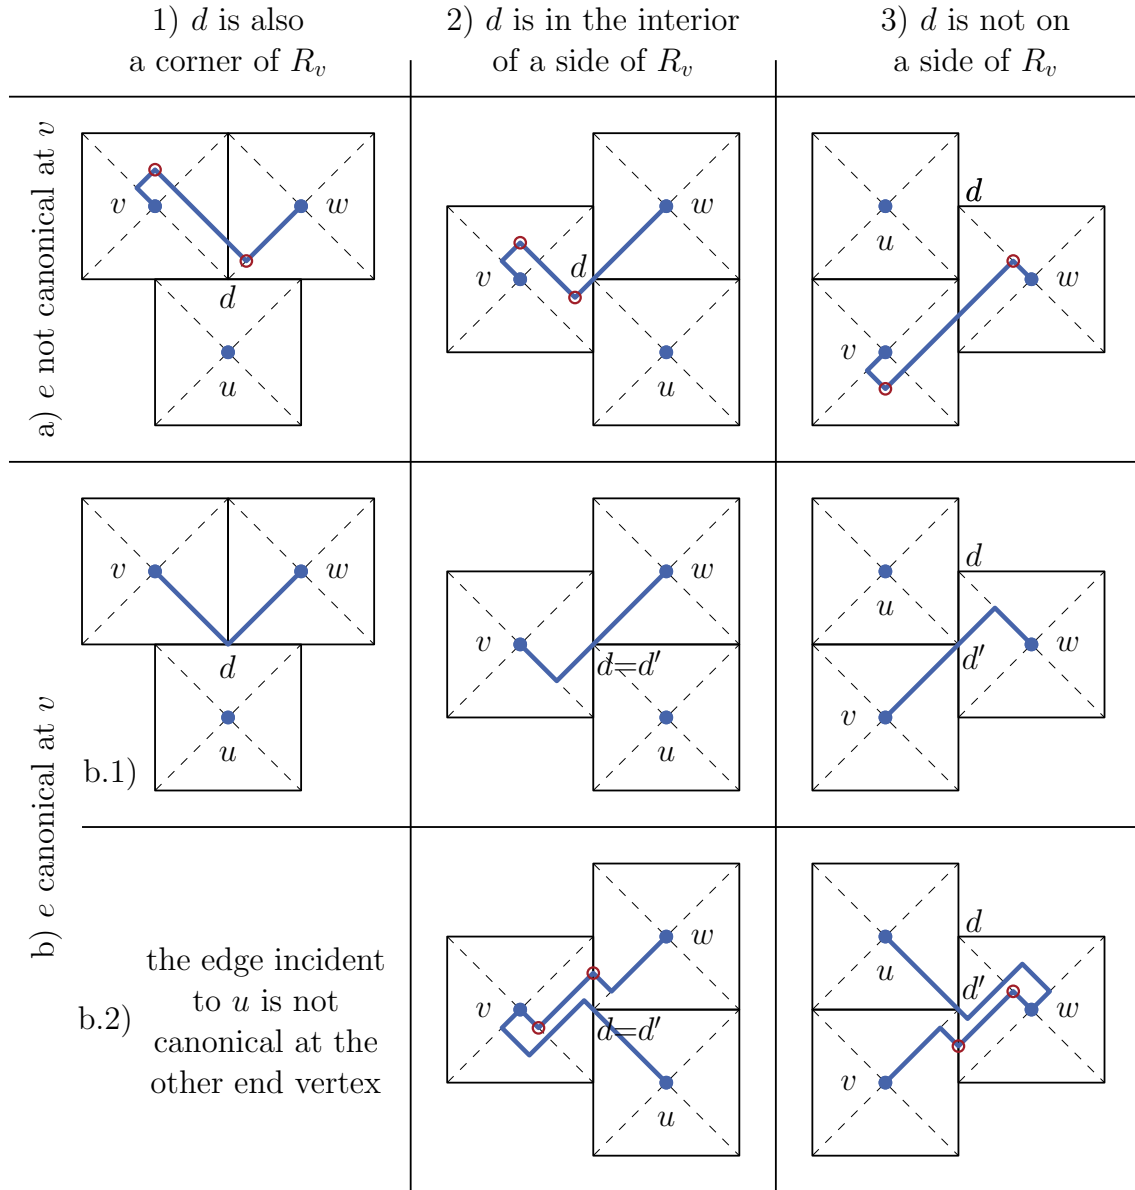 1) d is also
a corner of R_v
2) d is in the interior
of a side of R_v
3) d is not on
a side of R_v
a) e not canonical at v
v
w
d
u
v
d
w
u
d
u
v
w
b) e canonical at v
b.1)
v
w
d
u
v
w
d=d′
u
d
u
d′
w
v
b.2)
the edge incident
to u is not
canonical at the
other end vertex
v
w
d=d′
u
d
u
d′
w
v